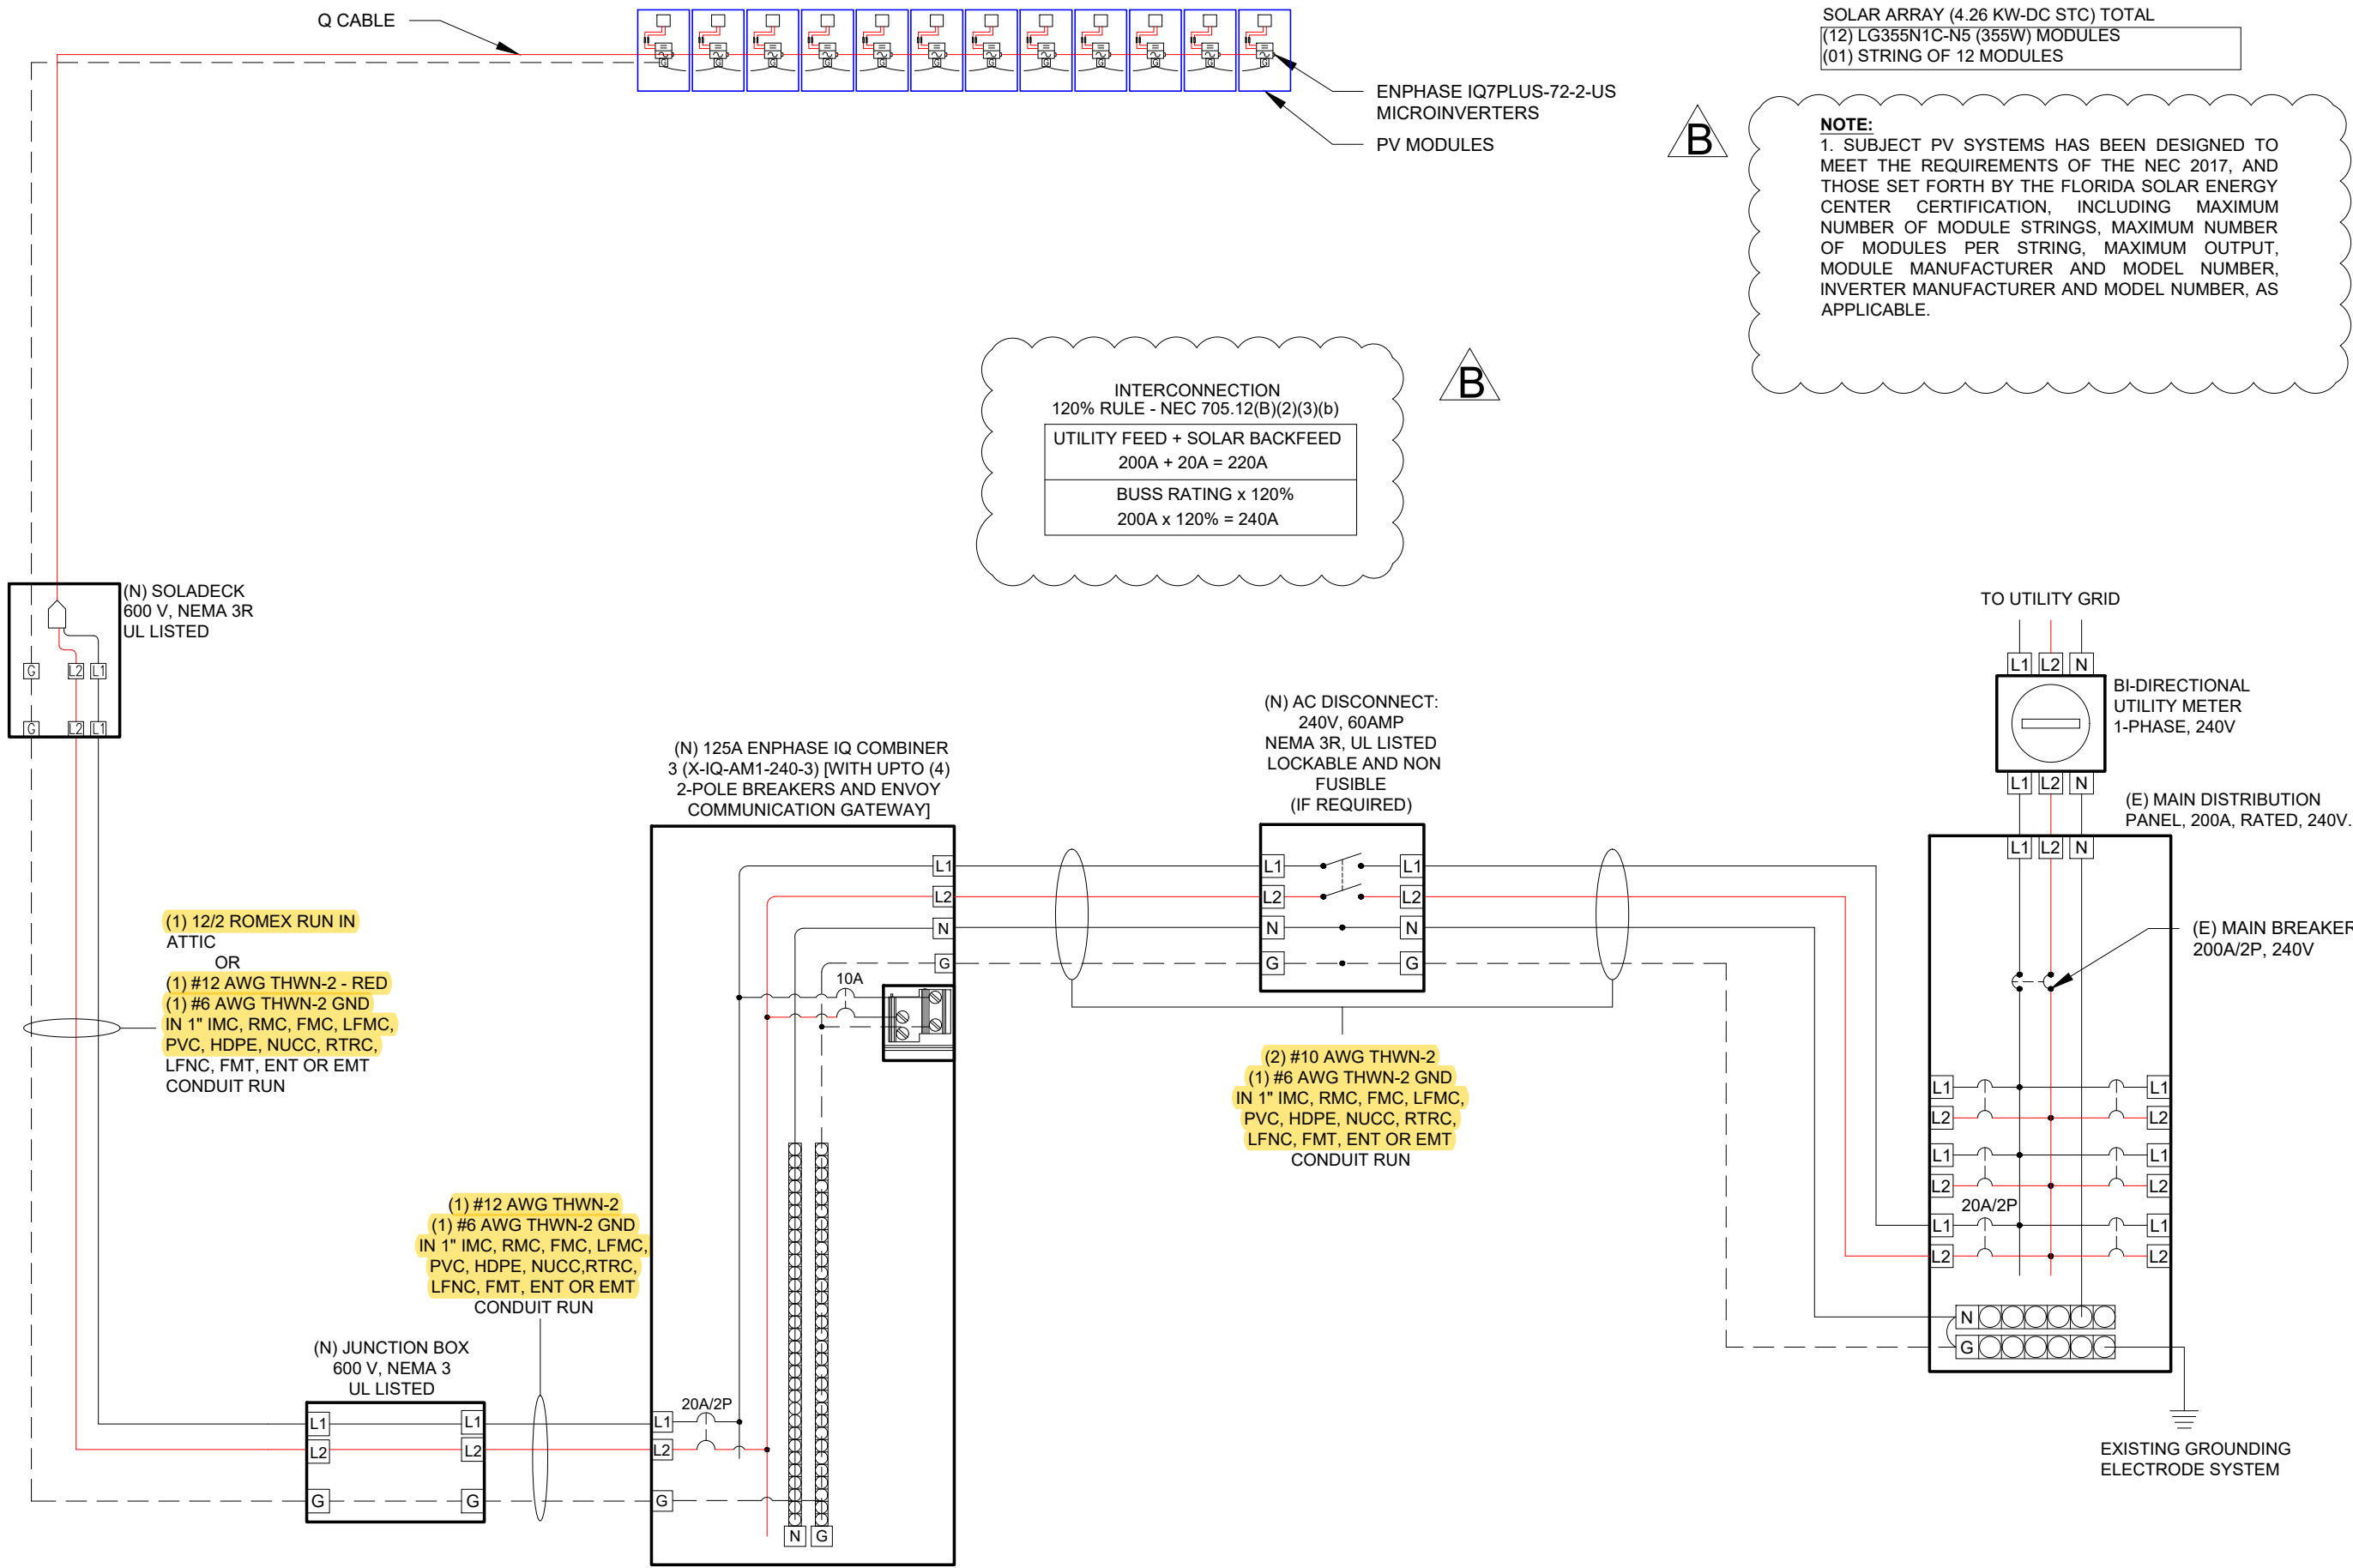 Q CABLE
ENPHASE IQ7PLUS-72-2-US
MICROINVERTERS
PV MODULES
SOLAR ARRAY (4.26 KW-DC STC) TOTAL
(12) LG355N1C-N5 (355W) MODULES
(01) STRING OF 12 MODULES
B
NOTE:
1. SUBJECT PV SYSTEMS HAS BEEN DESIGNED TO
MEET THE REQUIREMENTS OF THE NEC 2017, AND
THOSE SET FORTH BY THE FLORIDA SOLAR ENERGY
CENTER CERTIFICATION, INCLUDING MAXIMUM
NUMBER OF MODULE STRINGS, MAXIMUM NUMBER
OF MODULES PER STRING, MAXIMUM OUTPUT,
MODULE MANUFACTURER AND MODEL NUMBER,
INVERTER MANUFACTURER AND MODEL NUMBER, AS
APPLICABLE.
INTERCONNECTION
120% RULE - NEC 705.12(B)(2)(3)(b)
UTILITY FEED + SOLAR BACKFEED
200A + 20A = 220A
BUSS RATING x 120%
200A x 120% = 240A
B
(N) SOLADECK
600 V, NEMA 3R
UL LISTED
G L2 L1
G L2 L1
(1) 12/2 ROMEX RUN IN
ATTIC
OR
(1) #12 AWG THWN-2 - RED
(1) #6 AWG THWN-2 GND
IN 1" IMC, RMC, FMC, LFMC,
PVC, HDPE, NUCC, RTRC,
LFNC, FMT, ENT OR EMT
CONDUIT RUN
(N) JUNCTION BOX
600 V, NEMA 3
UL LISTED
L1 L1
L2 L2
G G
(1) #12 AWG THWN-2
(1) #6 AWG THWN-2 GND
IN 1" IMC, RMC, FMC, LFMC,
PVC, HDPE, NUCC,RTRC,
LFNC, FMT, ENT OR EMT
CONDUIT RUN
(N) 125A ENPHASE IQ COMBINER
3 (X-IQ-AM1-240-3) [WITH UPTO (4)
2-POLE BREAKERS AND ENVOY
COMMUNICATION GATEWAY]
L1
L2
N
G
10A
20A/2P
L1
L2
G
N G
(N) AC DISCONNECT:
240V, 60AMP
NEMA 3R, UL LISTED
LOCKABLE AND NON
FUSIBLE
(IF REQUIRED)
L1 L1
L2 L2
N N
G G
(2) #10 AWG THWN-2
(1) #6 AWG THWN-2 GND
IN 1" IMC, RMC, FMC, LFMC,
PVC, HDPE, NUCC, RTRC,
LFNC, FMT, ENT OR EMT
CONDUIT RUN
TO UTILITY GRID
L1 L2 N
BI-DIRECTIONAL
UTILITY METER
1-PHASE, 240V
L1 L2 N
(E) MAIN DISTRIBUTION
PANEL, 200A, RATED, 240V.
L1 L2 N
(E) MAIN BREAKER
200A/2P, 240V
L1 L1
L2 L2
L1 L1
L2 L2
20A/2P
L1 L1
L2 L2
N
G
EXISTING GROUNDING
ELECTRODE SYSTEM